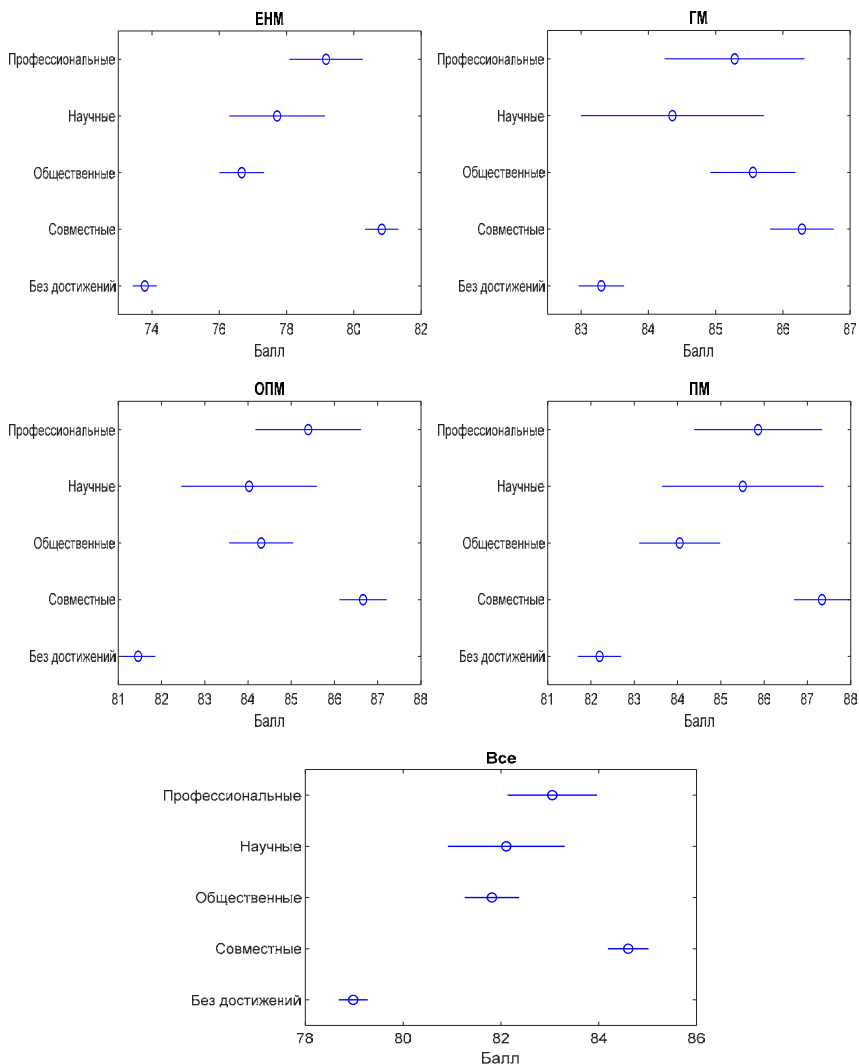 ЕНМ
Профессиональные
Научные
Общественные
Совместные
Без достижений
74 76 78 80 82
Балл
ГМ
Профессиональные
Научные
Общественные
Совместные
Без достижений
83 84 85 86 87
Балл
ОПМ
Профессиональные
Научные
Общественные
Совместные
Без достижений
81 82 83 84 85 86 87 88
Балл
ПМ
Профессиональные
Научные
Общественные
Совместные
Без достижений
81 82 83 84 85 86 87 88
Балл
Все
Профессиональные
Научные
Общественные
Совместные
Без достижений
78 80 82 84 86
Балл